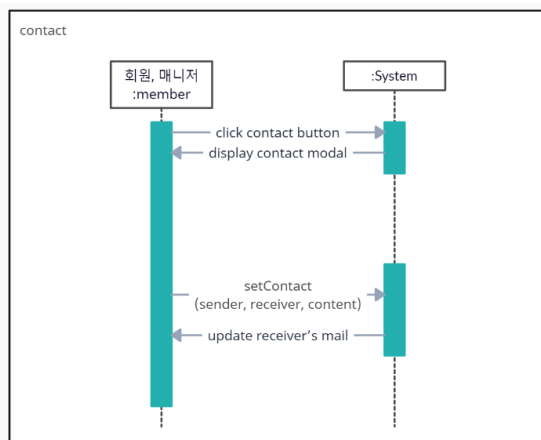 contact
회원, 매니저
:member
:System
click contact button
display contact modal
setContact
(sender, receiver, content)
update receiver's mail